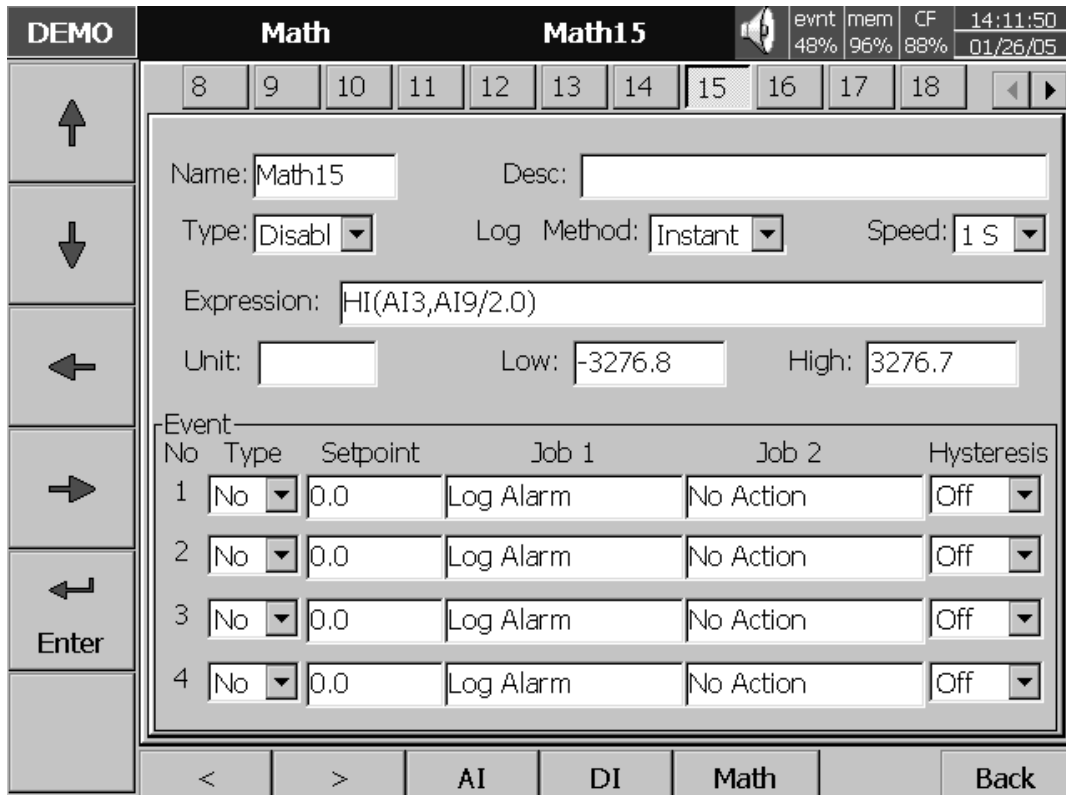 DEMO Math Math15 evnt mem CF 14:11:50
48% 96% 88% 01/26/05
8 9 10 11 12 13 14 15 16 17 18
Name: Math15 Desc:
Type: Disabl Log Method: Instant Speed: 1 S
Expression: HI(AI3,AI9/2.0)
Unit: Low: -3276.8 High: 3276.7
Event
No Type Setpoint Job 1 Job 2 Hysteresis
1 No 0.0 Log Alarm No Action Off
2 No 0.0 Log Alarm No Action Off
3 No 0.0 Log Alarm No Action Off
4 No 0.0 Log Alarm No Action Off
Enter
< > AI DI Math Back